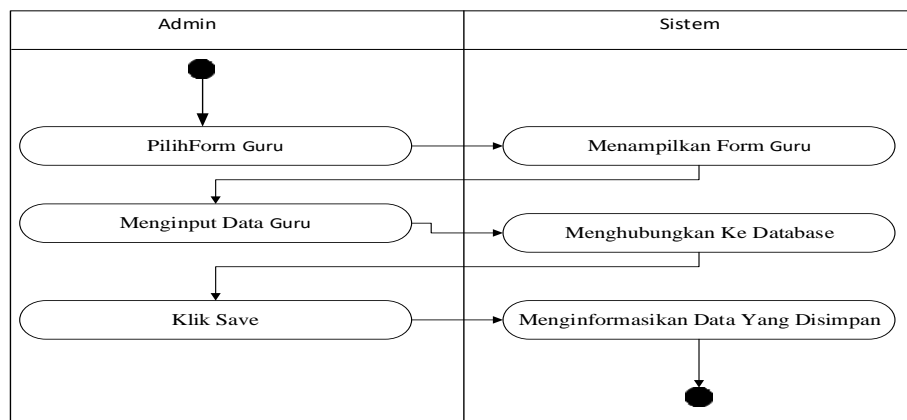 Admin
Sistem
PilihForm Guru
Menampilkan Form Guru
Menginput Data Guru
Menghubungkan Ke Database
Klik Save
Menginformasikan Data Yang Disimpan